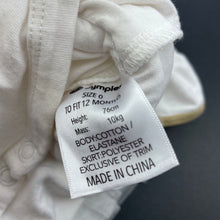 SIZE 0
TO FIT 12 MONTHS
Height: 76cm
Mass: 10kg
BODY:COTTON /
ELASTANE
SKIRT:POLYESTER
EXCLUSIVE OF TRIM
MADE IN CHINA